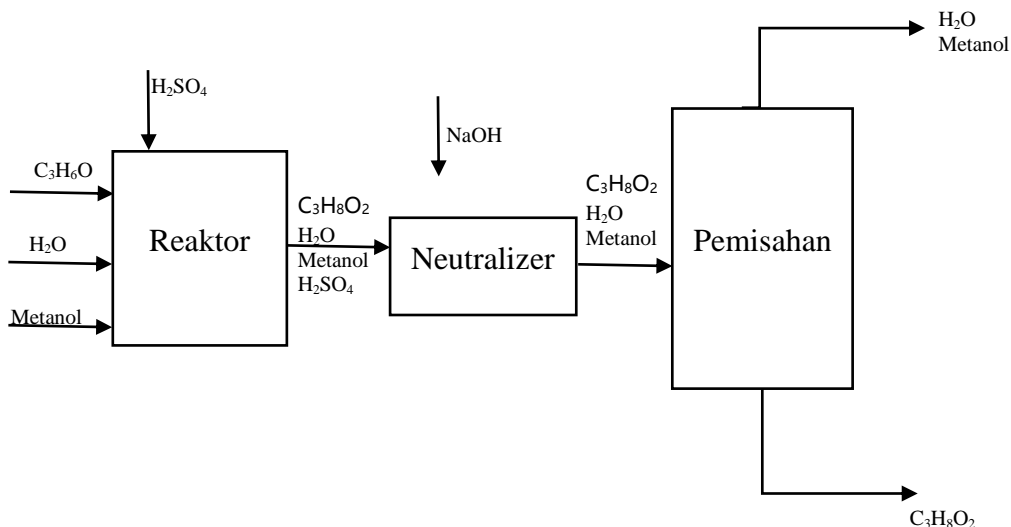 H₂O
Metanol
H₂SO₄
NaOH
C₃H₆O
H₂O
Metanol
Reaktor
C₃H₈O₂
H₂O
Metanol
H₂SO₄
Neutralizer
C₃H₈O₂
H₂O
Metanol
Pemisahan
C₃H₈O₂